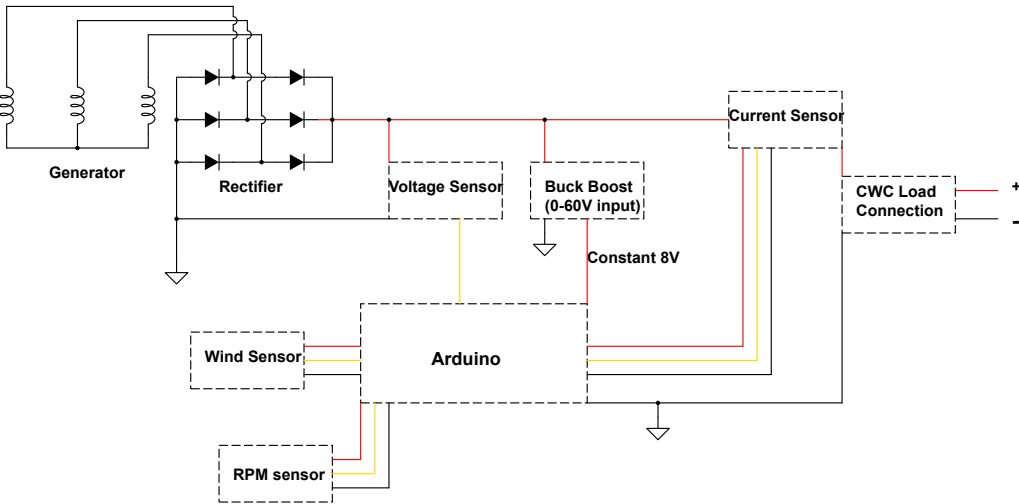 Current Sensor
Generator
Rectifier
Voltage Sensor
Buck Boost
(0-60V input)
CWC Load
Connection
+
-
Constant 8V
Wind Sensor
Arduino
RPM sensor